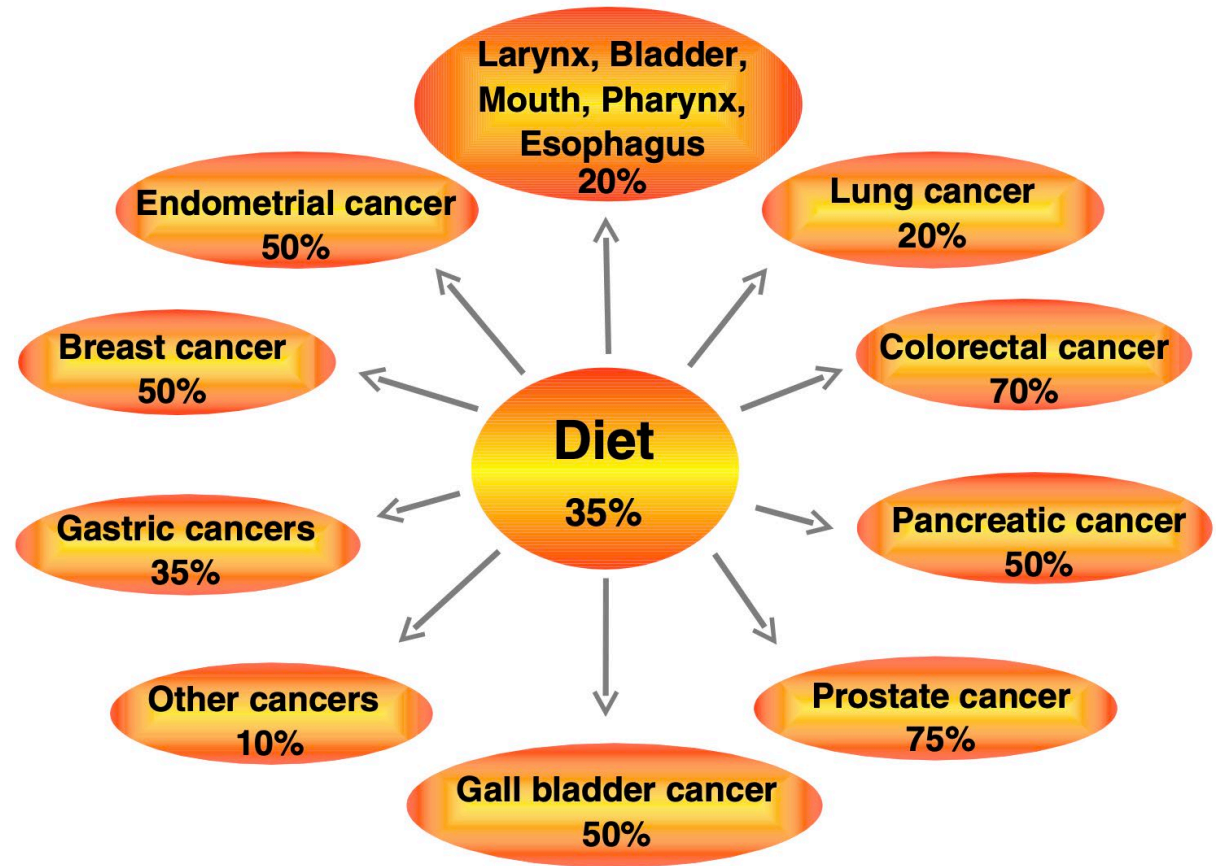 Larynx, Bladder,
Mouth, Pharynx,
Esophagus
20%
Endometrial cancer
50%
Lung cancer
20%
Breast cancer
50%
Colorectal cancer
70%
Diet
35%
Gastric cancers
35%
Pancreatic cancer
50%
Other cancers
10%
Prostate cancer
75%
Gall bladder cancer
50%